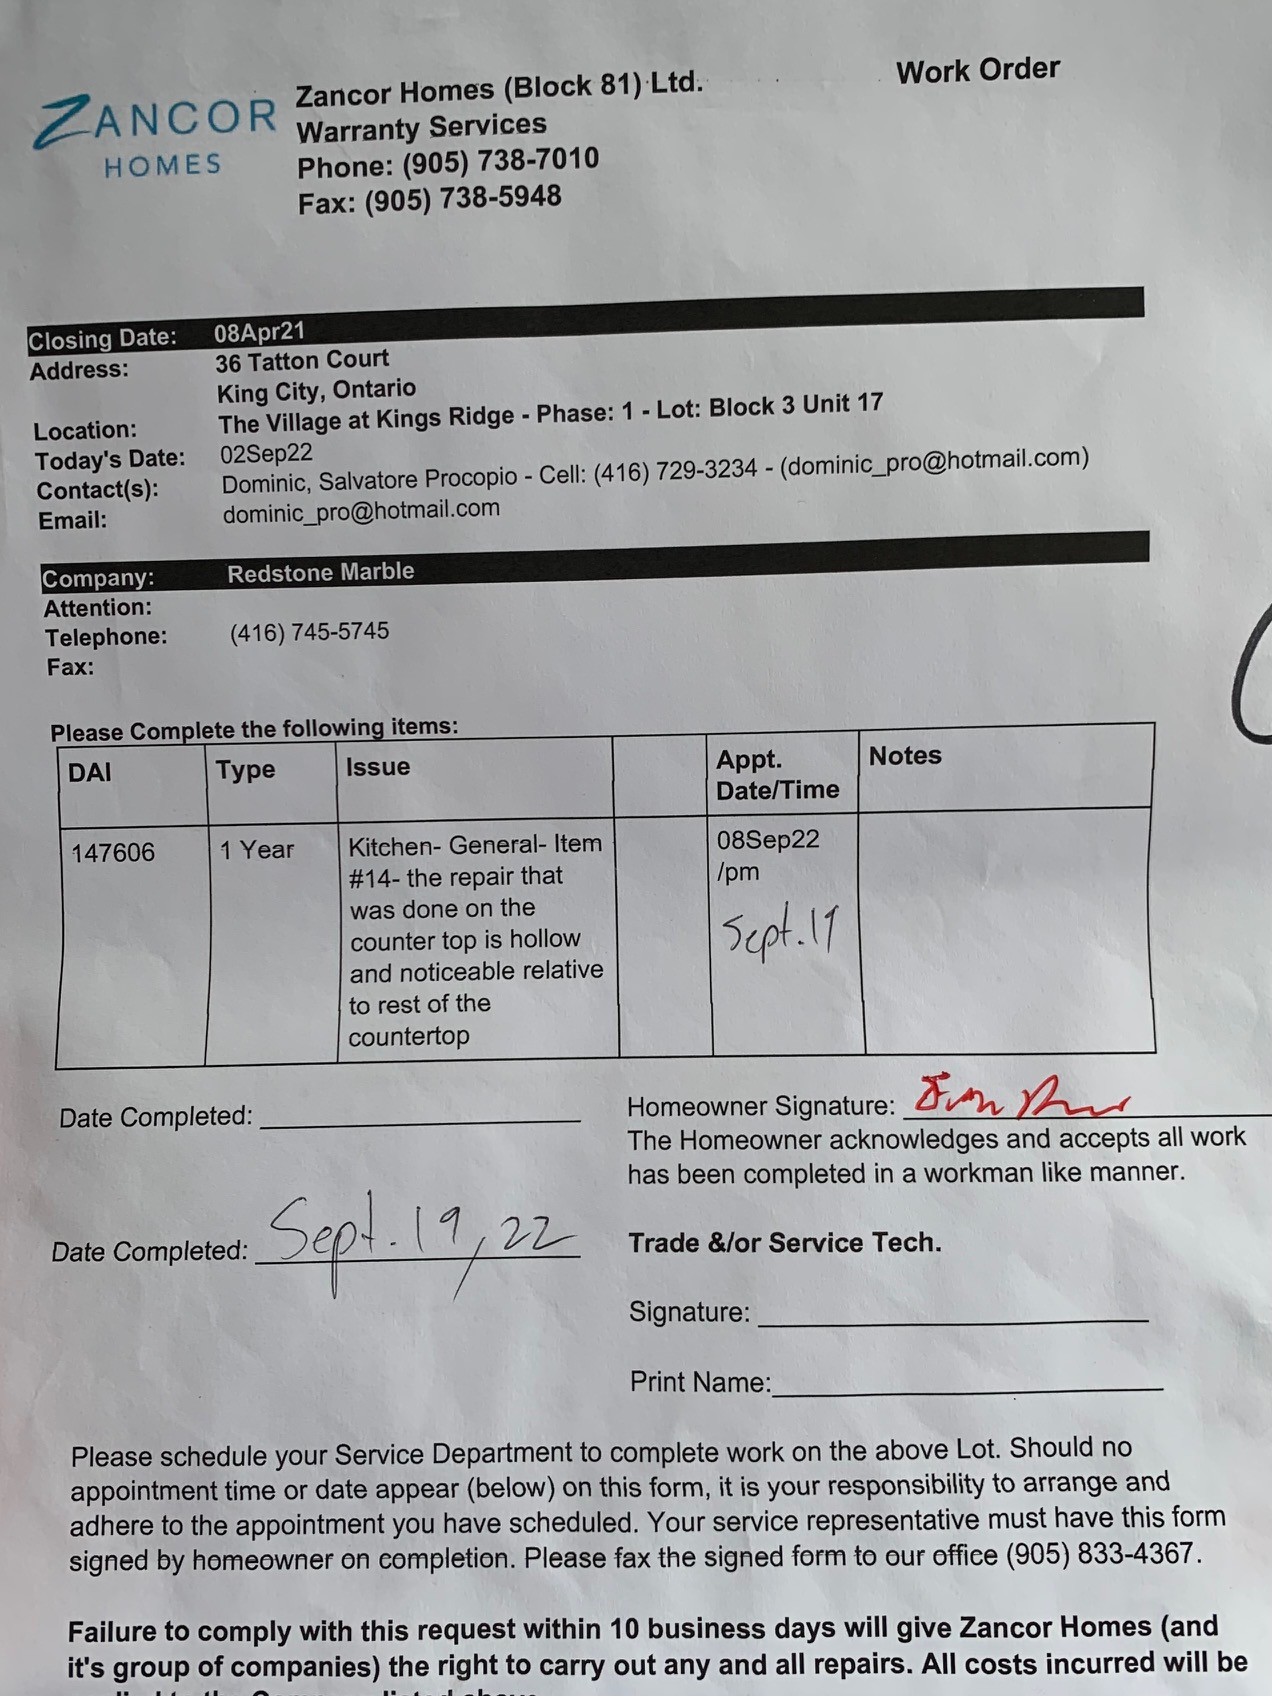 ZANCOR
HOMES
Zancor Homes (Block 81) Ltd.
Warranty Services
Phone: (905) 738-7010
Fax: (905) 738-5948
Work Order
Closing Date: 08Apr21
Address: 36 Tatton Court
King City, Ontario
Location: The Village at Kings Ridge - Phase: 1 - Lot: Block 3 Unit 17
Today's Date: 02Sep22
Contact(s): Dominic, Salvatore Procopio - Cell: (416) 729-3234 - (dominic_pro@hotmail.com)
Email: dominic_pro@hotmail.com
Company: Redstone Marble
Attention:
Telephone: (416) 745-5745
Fax:
Please Complete the following items:
DAI Type Issue Appt. Date/Time Notes
147606 1 Year Kitchen- General- Item 08Sep22
#14- the repair that /pm
was done on the
counter top is hollow Sept. 19
and noticeable relative
to rest of the
countertop
Date Completed:
Homeowner Signature:
The Homeowner acknowledges and accepts all work
has been completed in a workman like manner.
Date Completed: Sept. 19, 22
Trade &/or Service Tech.
Signature:
Print Name:
Please schedule your Service Department to complete work on the above Lot. Should no
appointment time or date appear (below) on this form, it is your responsibility to arrange and
adhere to the appointment you have scheduled. Your service representative must have this form
signed by homeowner on completion. Please fax the signed form to our office (905) 833-4367.
Failure to comply with this request within 10 business days will give Zancor Homes (and
it's group of companies) the right to carry out any and all repairs. All costs incurred will be